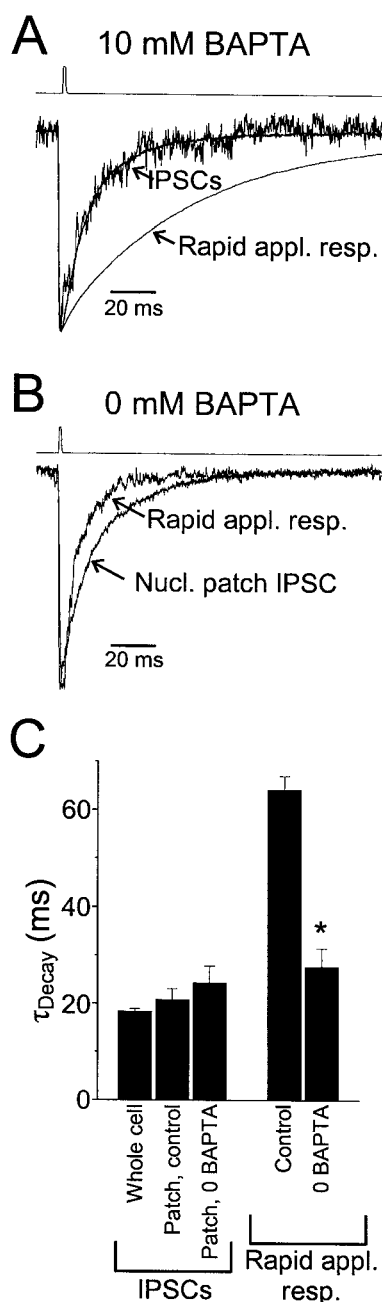 A
10 mM BAPTA
IPSCs
Rapid appl. resp.
20 ms
B
0 mM BAPTA
Rapid appl. resp.
Nucl. patch IPSC
20 ms
C
τDecay (ms)
60
40
20
0
*
Whole cell
Patch, control
Patch, 0 BAPTA
Control
0 BAPTA
IPSCs
Rapid appl.
resp.